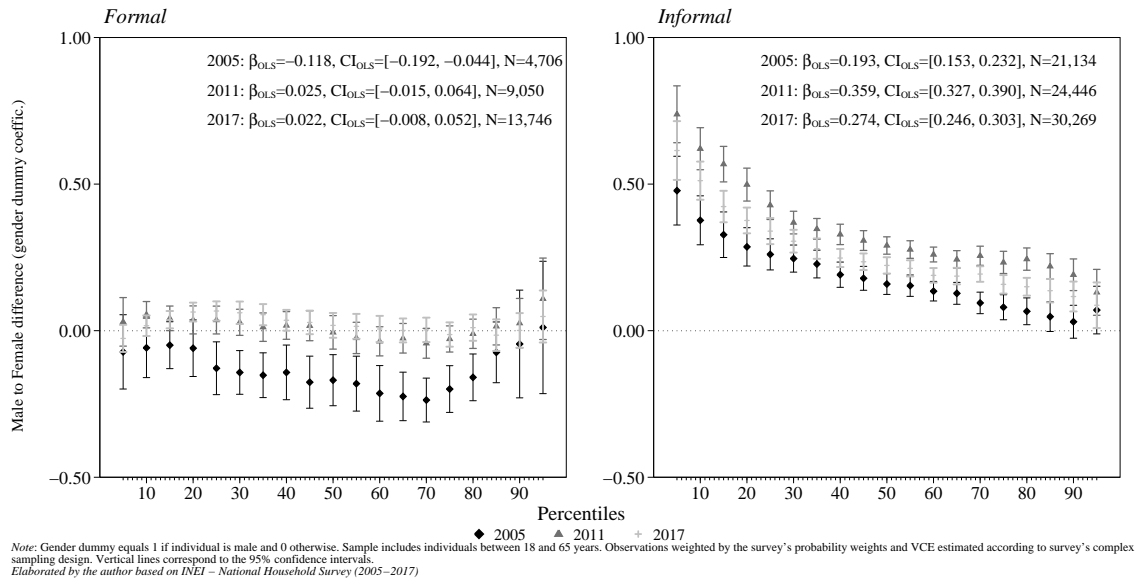 Formal
Informal
Male to Female difference (gender dummy coeffic.)
1.00
0.50
0.00
−0.50
2005: βOLS=−0.118, CIOLS=[−0.192, −0.044], N=4,706
2011: βOLS=0.025, CIOLS=[−0.015, 0.064], N=9,050
2017: βOLS=0.022, CIOLS=[−0.008, 0.052], N=13,746
10 20 30 40 50 60 70 80 90
1.00
0.50
0.00
−0.50
2005: βOLS=0.193, CIOLS=[0.153, 0.232], N=21,134
2011: βOLS=0.359, CIOLS=[0.327, 0.390], N=24,446
2017: βOLS=0.274, CIOLS=[0.246, 0.303], N=30,269
10 20 30 40 50 60 70 80 90
Percentiles
2005 2011 2017
Note: Gender dummy equals 1 if individual is male and 0 otherwise. Sample includes individuals between 18 and 65 years. Observations weighted by the survey's probability weights and VCE estimated according to survey's complex
sampling design. Vertical lines correspond to the 95% confidence intervals.
Elaborated by the author based on INEI − National Household Survey (2005−2017)